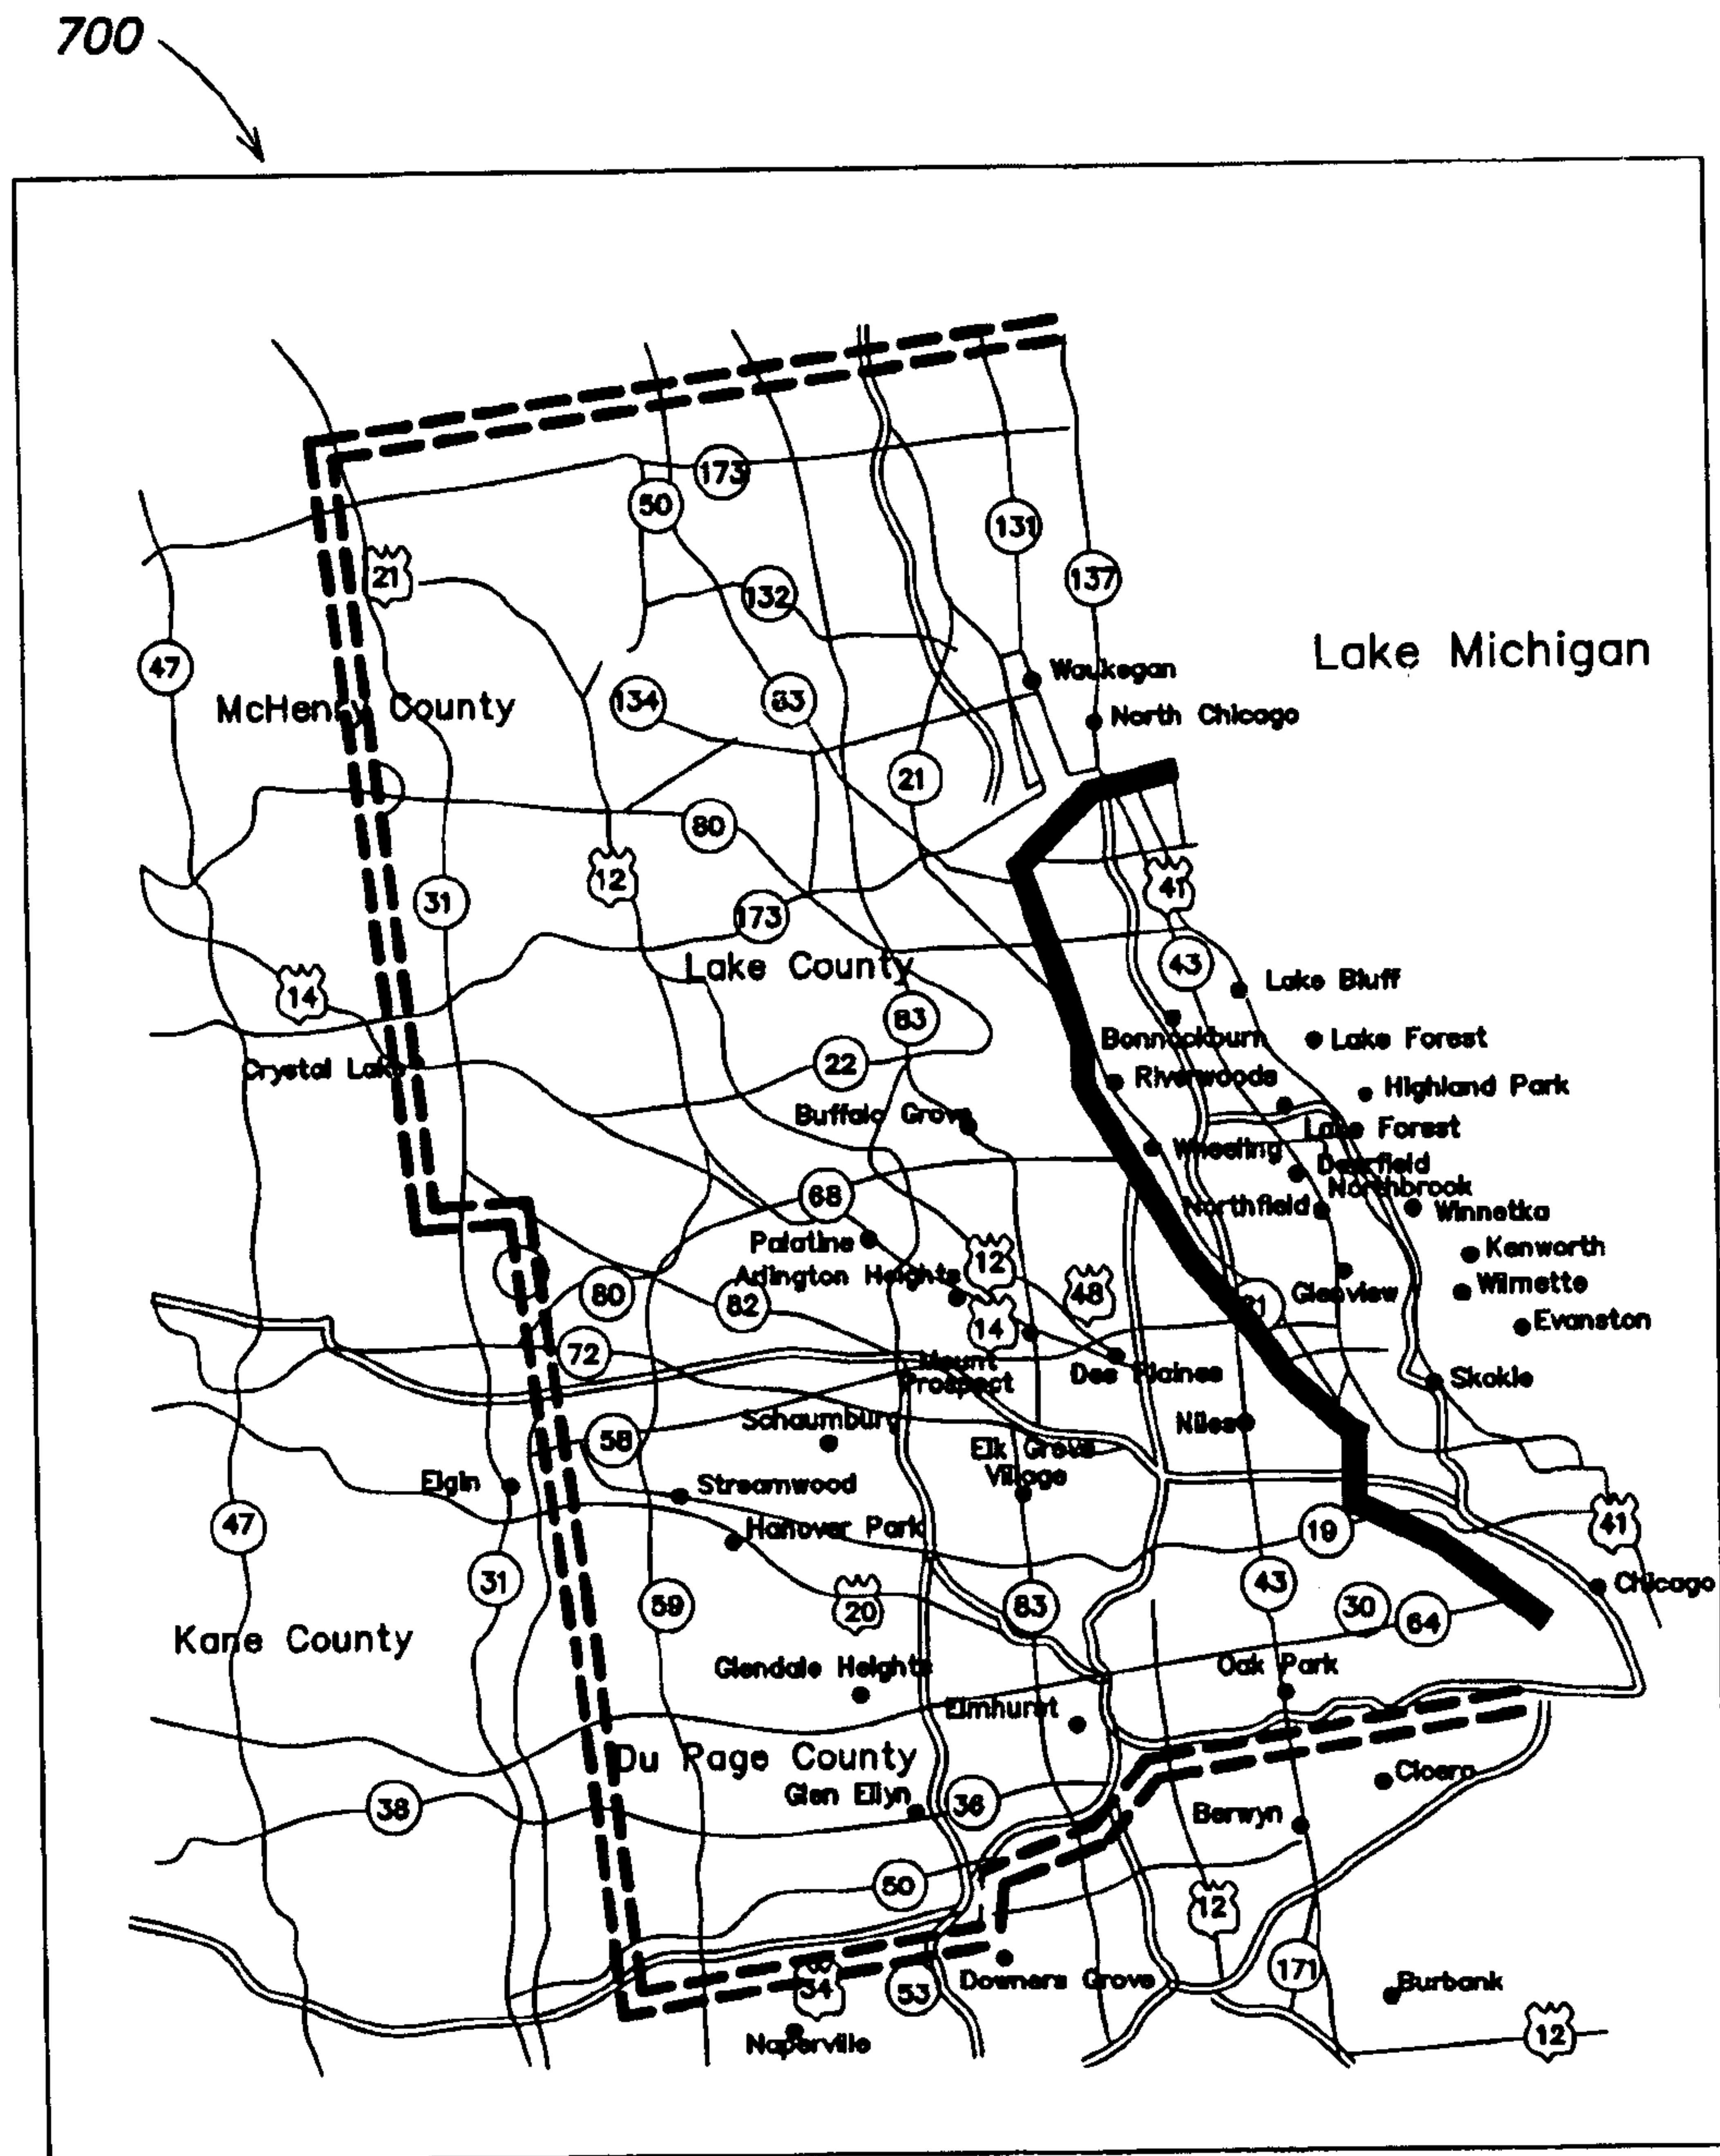 700
173
50
131
21
137
132
47
Lake Michigan
Waukegan
McHenry County
134
83
North Chicago
21
80
12
41
31
173
43
Lake County
Lake Bluff
14
83
Bannockburn
Lake Forest
22
Crystal Lake
Riverwoods
Highland Park
Buffalo Grove
Lake Forest
Wheeling
Deerfield
68
Northbrook
Northfield
Winnetka
Palatine
12
Kenworth
Arlington Heights
48
80
82
21
Glenview
Wilmette
14
Evanston
72
Mount
Prospect
Des Plaines
Skokie
Schaumburg
Niles
58
Elk Grove
Village
Elgin
Streamwood
47
Hanover Park
19
41
31
59
20
83
43
30
64
Chicago
Kane County
Glendale Heights
Oak Park
Elmhurst
Du Page County
Cicero
38
Glen Ellyn
36
Berwyn
50
12
34
53
Downers Grove
171
Burbank
Naperville
12